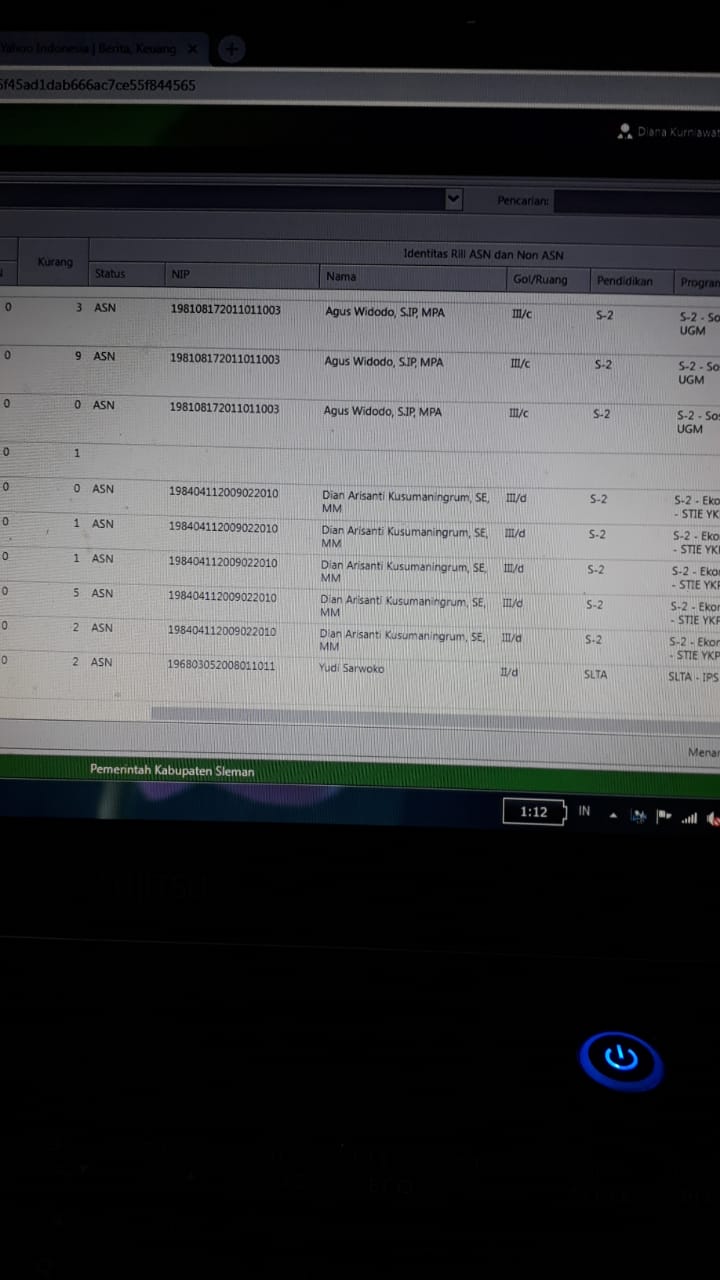 Yahoo Indonesia | Berita, Keuang
5f45ad1dab666ac7ce55f844565
Diana Kurniawat
Pencarian:
Kurang Identitas Riil ASN dan Non ASN
Status NIP Nama Gol/Ruang Pendidikan Program
0 3 ASN 198108172011011003 Agus Widodo, S.IP, MPA III/c S-2 S-2 - So
UGM
0 9 ASN 198108172011011003 Agus Widodo, S.IP, MPA III/c S-2 S-2 - So
UGM
0 0 ASN 198108172011011003 Agus Widodo, S.IP, MPA III/c S-2 S-2 - Sos
UGM
0 1
0 0 ASN 198404112009022010 Dian Arisanti Kusumaningrum, SE, III/d S-2 S-2 - Eko
MM - STIE YK
0 1 ASN 198404112009022010 Dian Arisanti Kusumaningrum, SE, III/d S-2 S-2 - Eko
MM - STIE YK
0 1 ASN 198404112009022010 Dian Arisanti Kusumaningrum, SE, III/d S-2 S-2 - Ekon
MM - STIE YKP
0 5 ASN 198404112009022010 Dian Arisanti Kusumaningrum, SE, III/d S-2 S-2 - Ekon
MM - STIE YKP
0 2 ASN 198404112009022010 Dian Arisanti Kusumaningrum, SE, III/d S-2 S-2 - Ekon
MM - STIE YKP
0 2 ASN 196803052008011011 Yudi Sarwoko II/d SLTA SLTA - IPS
Menar
Pemerintah Kabupaten Sleman
1:12 IN